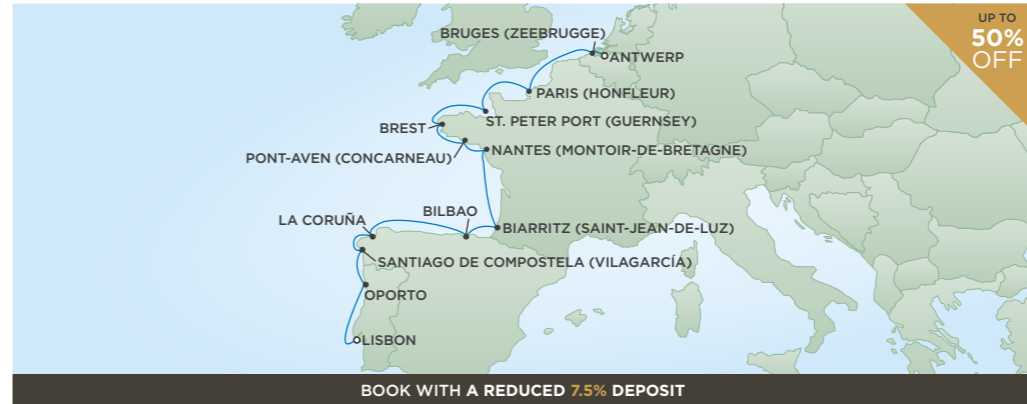 UP TO
50%
OFF
BRUGES (ZEEBRUGGE)
ANTWERP
PARIS (HONFLEUR)
ST. PETER PORT (GUERNSEY)
BREST
PONT-AVEN (CONCARNEAU)
NANTES (MONTOIR-DE-BRETAGNE)
LA CORUÑA
BILBAO
BIARRITZ (SAINT-JEAN-DE-LUZ)
SANTIAGO DE COMPOSTELA (VILAGARCÍA)
OPORTO
LISBON
BOOK WITH A REDUCED 7.5% DEPOSIT